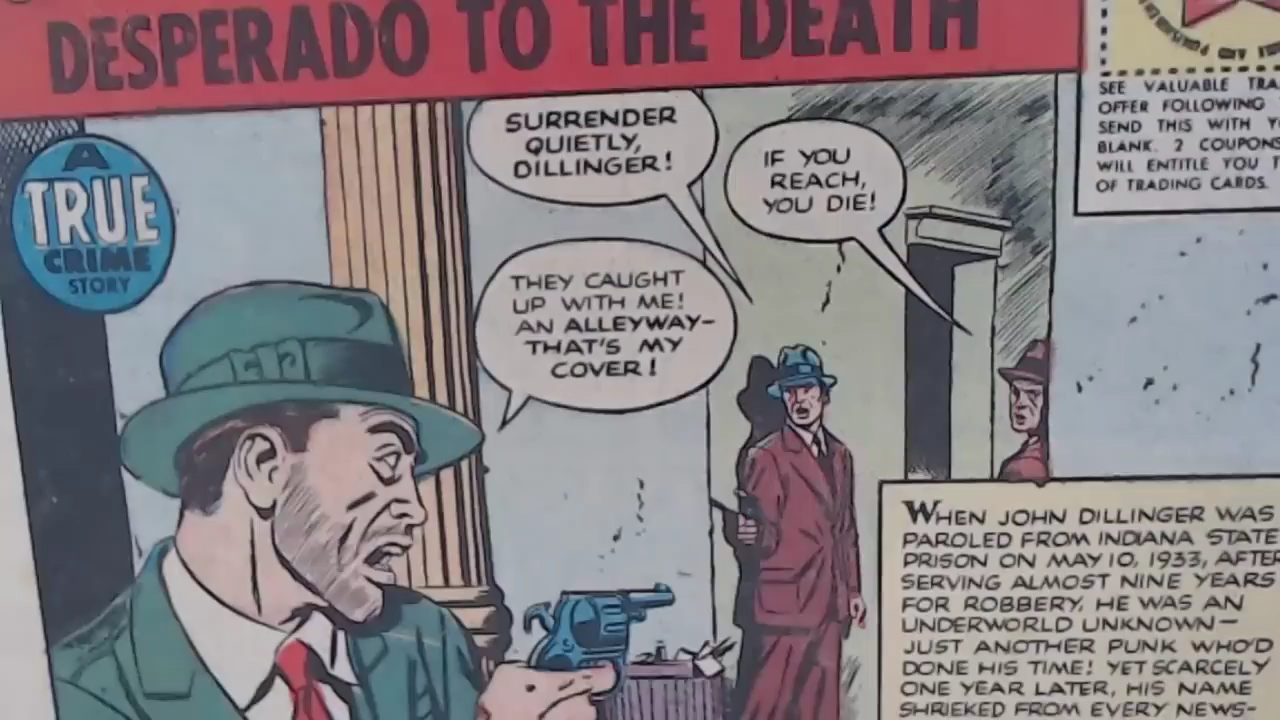 DESPERADO TO THE DEATH
A
TRUE
CRIME
STORY
SURRENDER
QUIETLY,
DILLINGER!
IF YOU
REACH,
YOU DIE!
THEY CAUGHT
UP WITH ME!
AN ALLEYWAY-
THAT'S MY
COVER!
SEE VALUABLE TRA
OFFER FOLLOWING
SEND THIS WITH Y
BLANK. 2 COUPONS
WILL ENTITLE YOU T
OF TRADING CARDS.
WHEN JOHN DILLINGER WAS
PAROLED FROM INDIANA STATE
PRISON ON MAY 10, 1933, AFTER
SERVING ALMOST NINE YEARS
FOR ROBBERY, HE WAS AN
UNDERWORLD UNKNOWN-
JUST ANOTHER PUNK WHO'D
DONE HIS TIME! YET SCARCELY
ONE YEAR LATER, HIS NAME
SHRIEKED FROM EVERY NEWS-